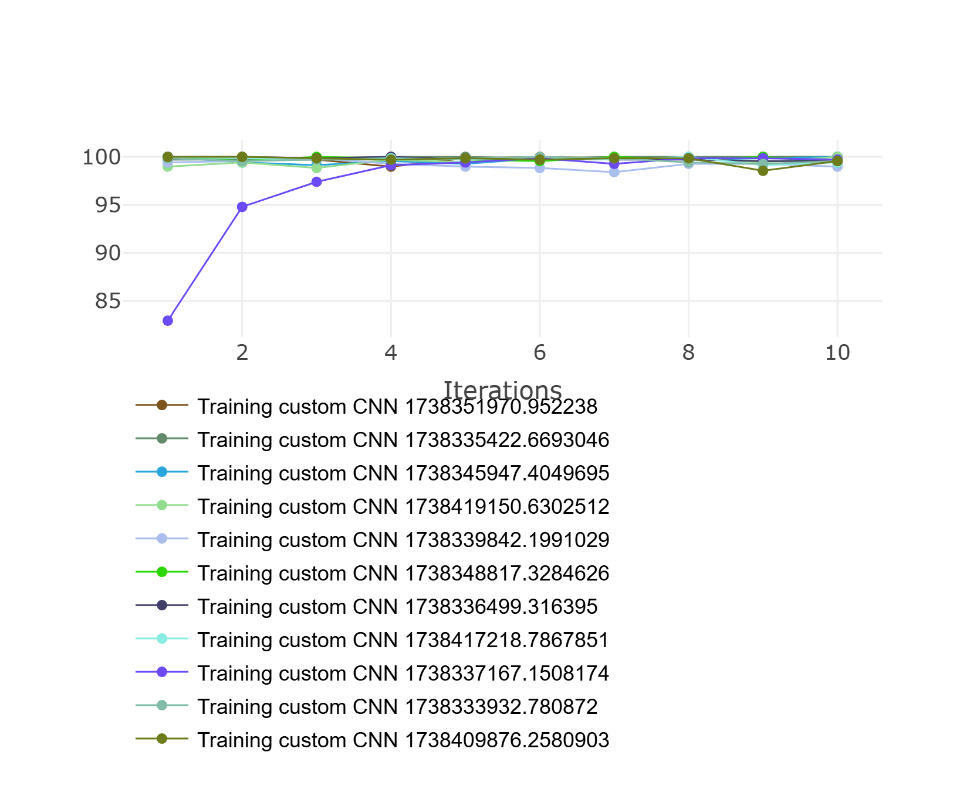 100
95
90
85
2 4 6 8 10
Iterations
Training custom CNN 1738351970.952238
Training custom CNN 1738335422.6693046
Training custom CNN 1738345947.4049695
Training custom CNN 1738419150.6302512
Training custom CNN 1738339842.1991029
Training custom CNN 1738348817.3284626
Training custom CNN 1738336499.316395
Training custom CNN 1738417218.7867851
Training custom CNN 1738337167.1508174
Training custom CNN 1738333932.780872
Training custom CNN 1738409876.2580903